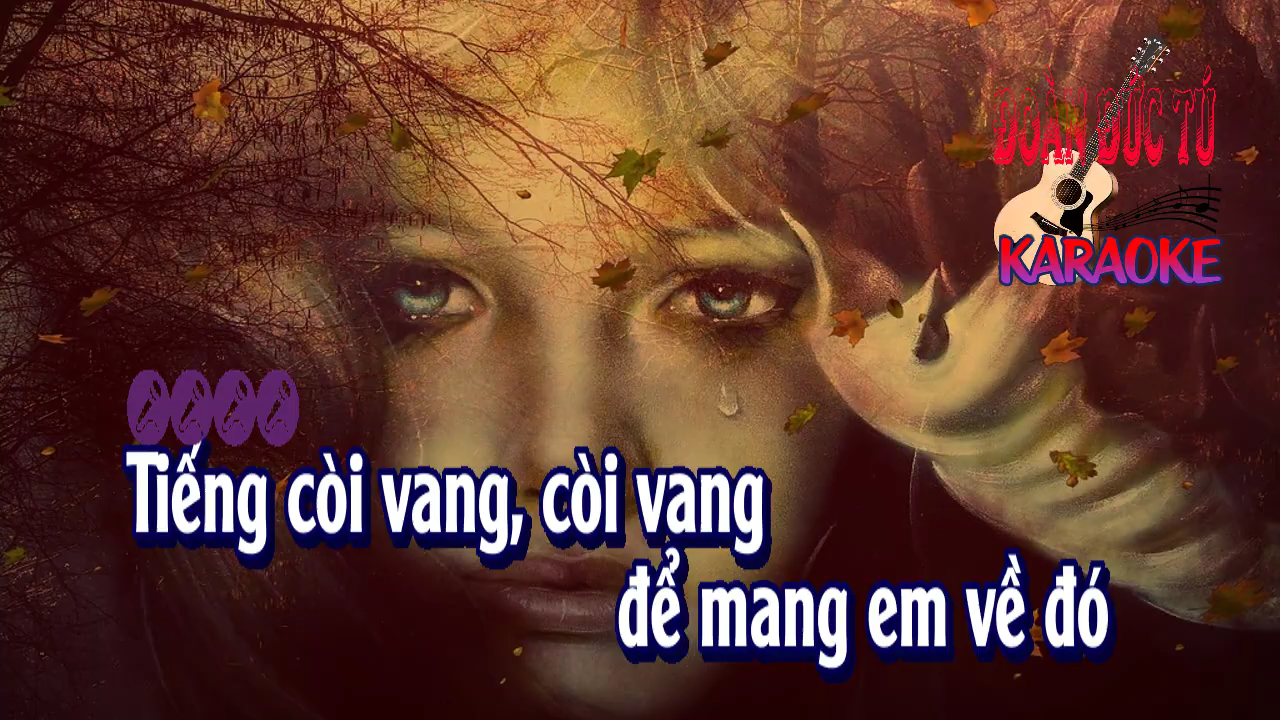 ĐOÀN ĐỨC TÚ
KARAOKE
Tiếng còi vang, còi vang
để mang em về đó